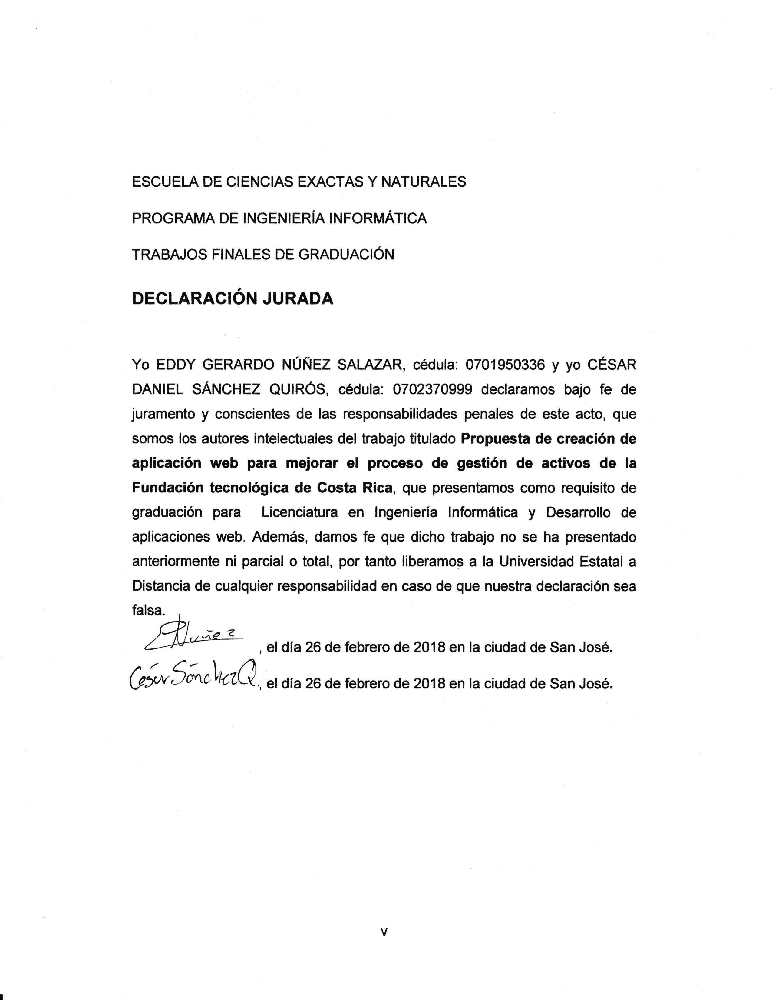 ESCUELA DE CIENCIAS EXACTAS Y NATURALES
PROGRAMA DE INGENIERÍA INFORMÁTICA
TRABAJOS FINALES DE GRADUACIÓN
DECLARACIÓN JURADA
Yo EDDY GERARDO NÚÑEZ SALAZAR, cédula: 0701950336 y yo CÉSAR
DANIEL SÁNCHEZ QUIRÓS, cédula: 0702370999 declaramos bajo fe de
juramento y conscientes de las responsabilidades penales de este acto, que
somos los autores intelectuales del trabajo titulado Propuesta de creación de
aplicación web para mejorar el proceso de gestión de activos de la
Fundación tecnológica de Costa Rica, que presentamos como requisito de
graduación para Licenciatura en Ingeniería Informática y Desarrollo de
aplicaciones web. Además, damos fe que dicho trabajo no se ha presentado
anteriormente ni parcial o total, por tanto liberamos a la Universidad Estatal a
Distancia de cualquier responsabilidad en caso de que nuestra declaración sea
falsa.
Nuñez , el día 26 de febrero de 2018 en la ciudad de San José.
César Sánchez Q., el día 26 de febrero de 2018 en la ciudad de San José.
v